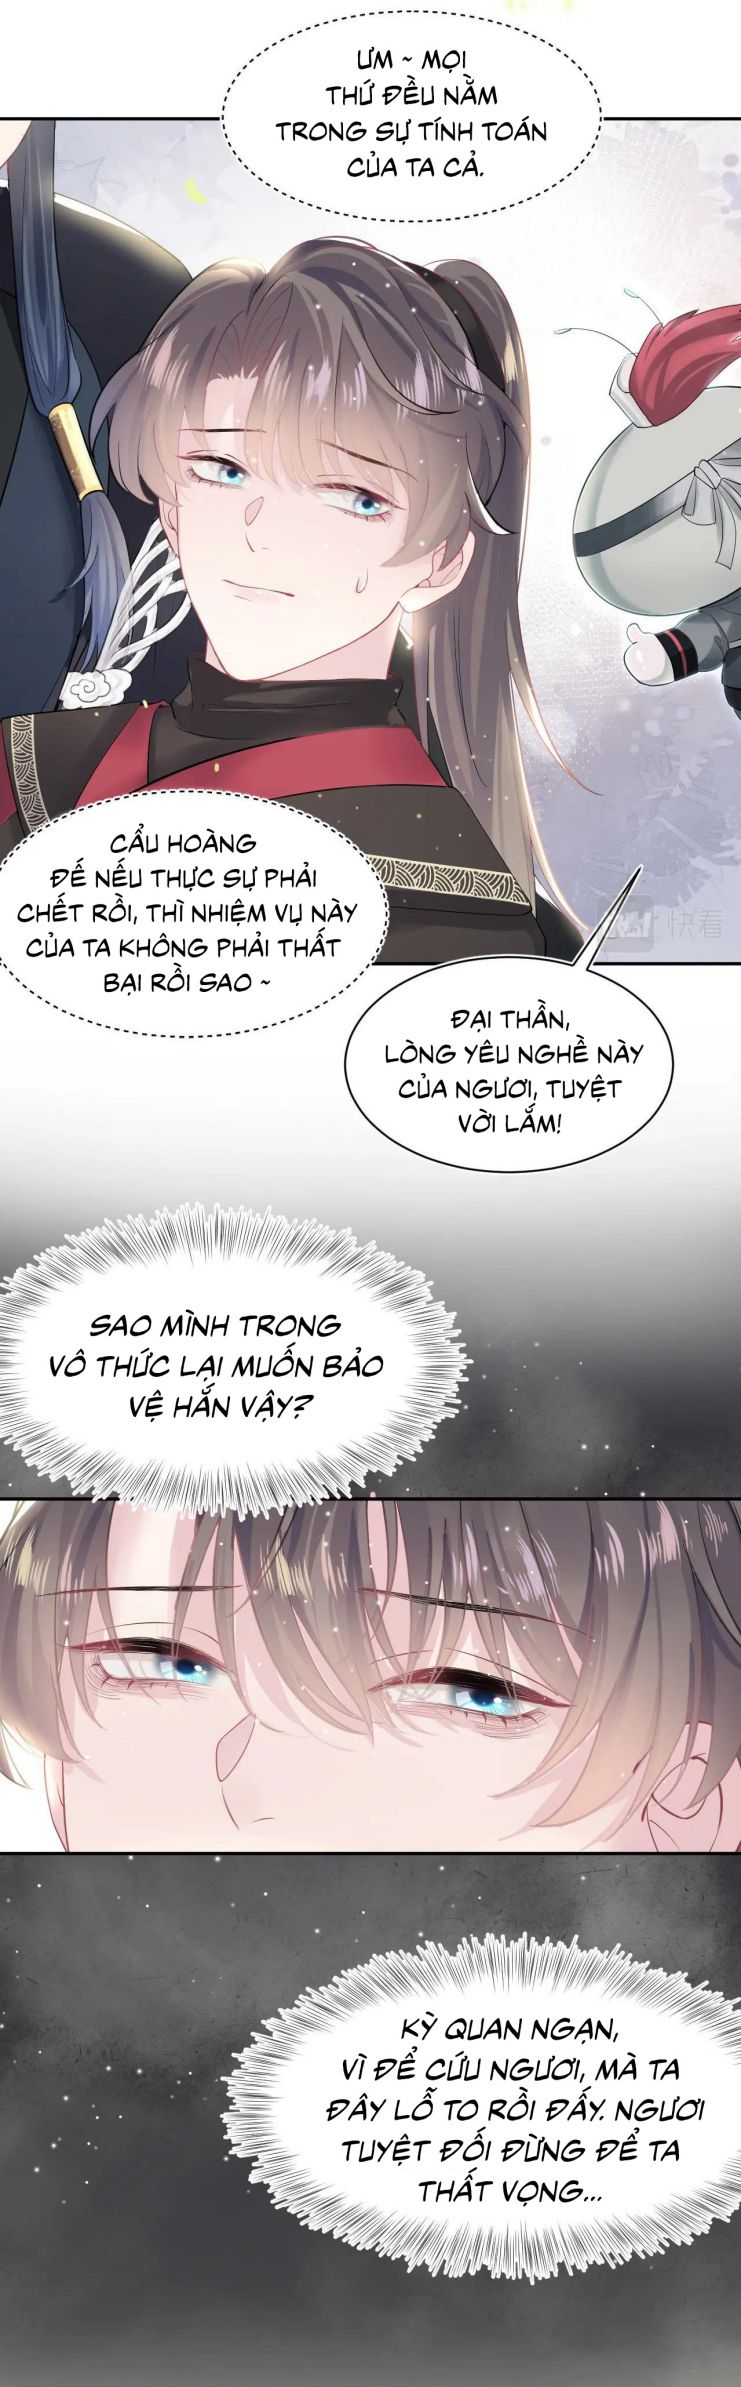 ƯM ~ MỌI
THỨ ĐỀU NẰM
TRONG SỰ TÍNH TOÁN
CỦA TA CẢ.
CẨU HOÀNG
ĐẾ NẾU THỰC SỰ PHẢI
CHẾT RỒI, THÌ NHIỆM VỤ NÀY
CỦA TA KHÔNG PHẢI THẤT
BẠI RỒI SAO ~
快看
ĐẠI THẦN,
LÒNG YÊU NGHỀ NÀY
CỦA NGƯƠI, TUYỆT
VỜI LẮM!
SAO MÌNH TRONG
VÔ THỨC LẠI MUỐN BẢO
VỆ HẮN VẬY?
KỲ QUAN NGẠN,
VÌ ĐỂ CỨU NGƯƠI, MÀ TA
ĐÂY LỖ TO RỒI ĐẤY. NGƯƠI
TUYỆT ĐỐI ĐỪNG ĐỂ TA
THẤT VỌNG...